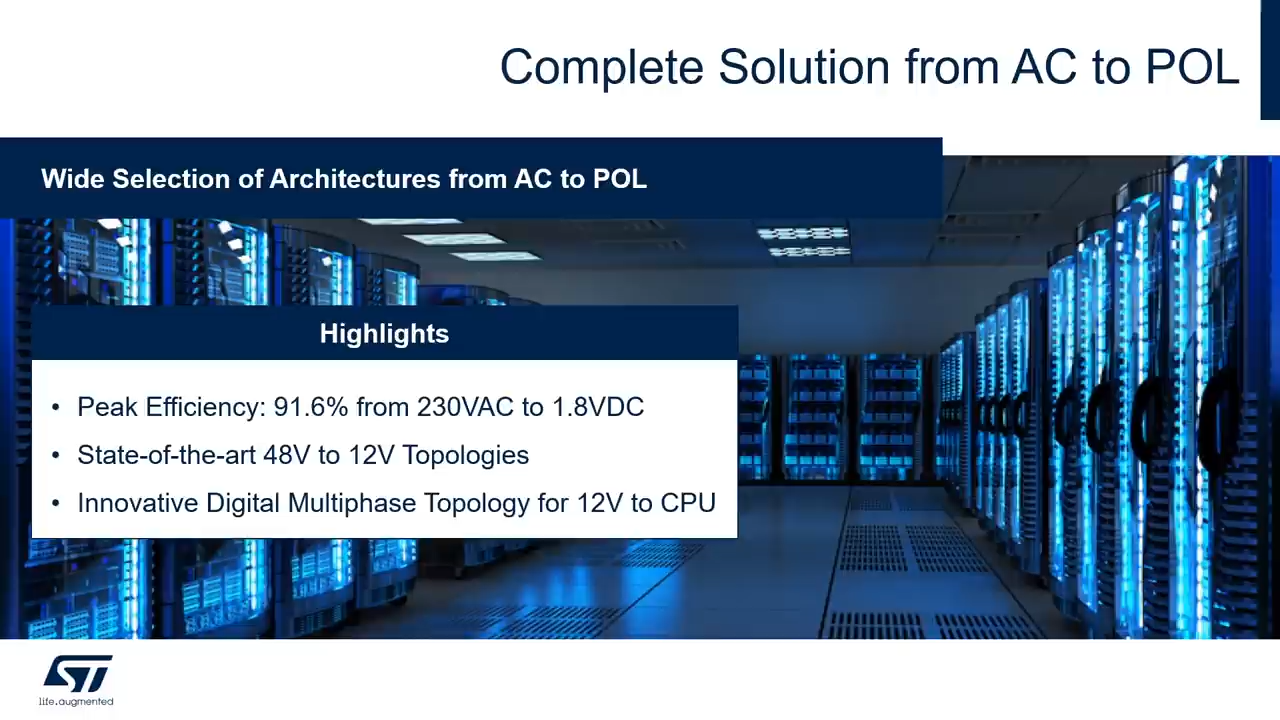 Complete Solution from AC to POL
Wide Selection of Architectures from AC to POL
Highlights
• Peak Efficiency: 91.6% from 230VAC to 1.8VDC
• State-of-the-art 48V to 12V Topologies
• Innovative Digital Multiphase Topology for 12V to CPU
ST
life.augmented